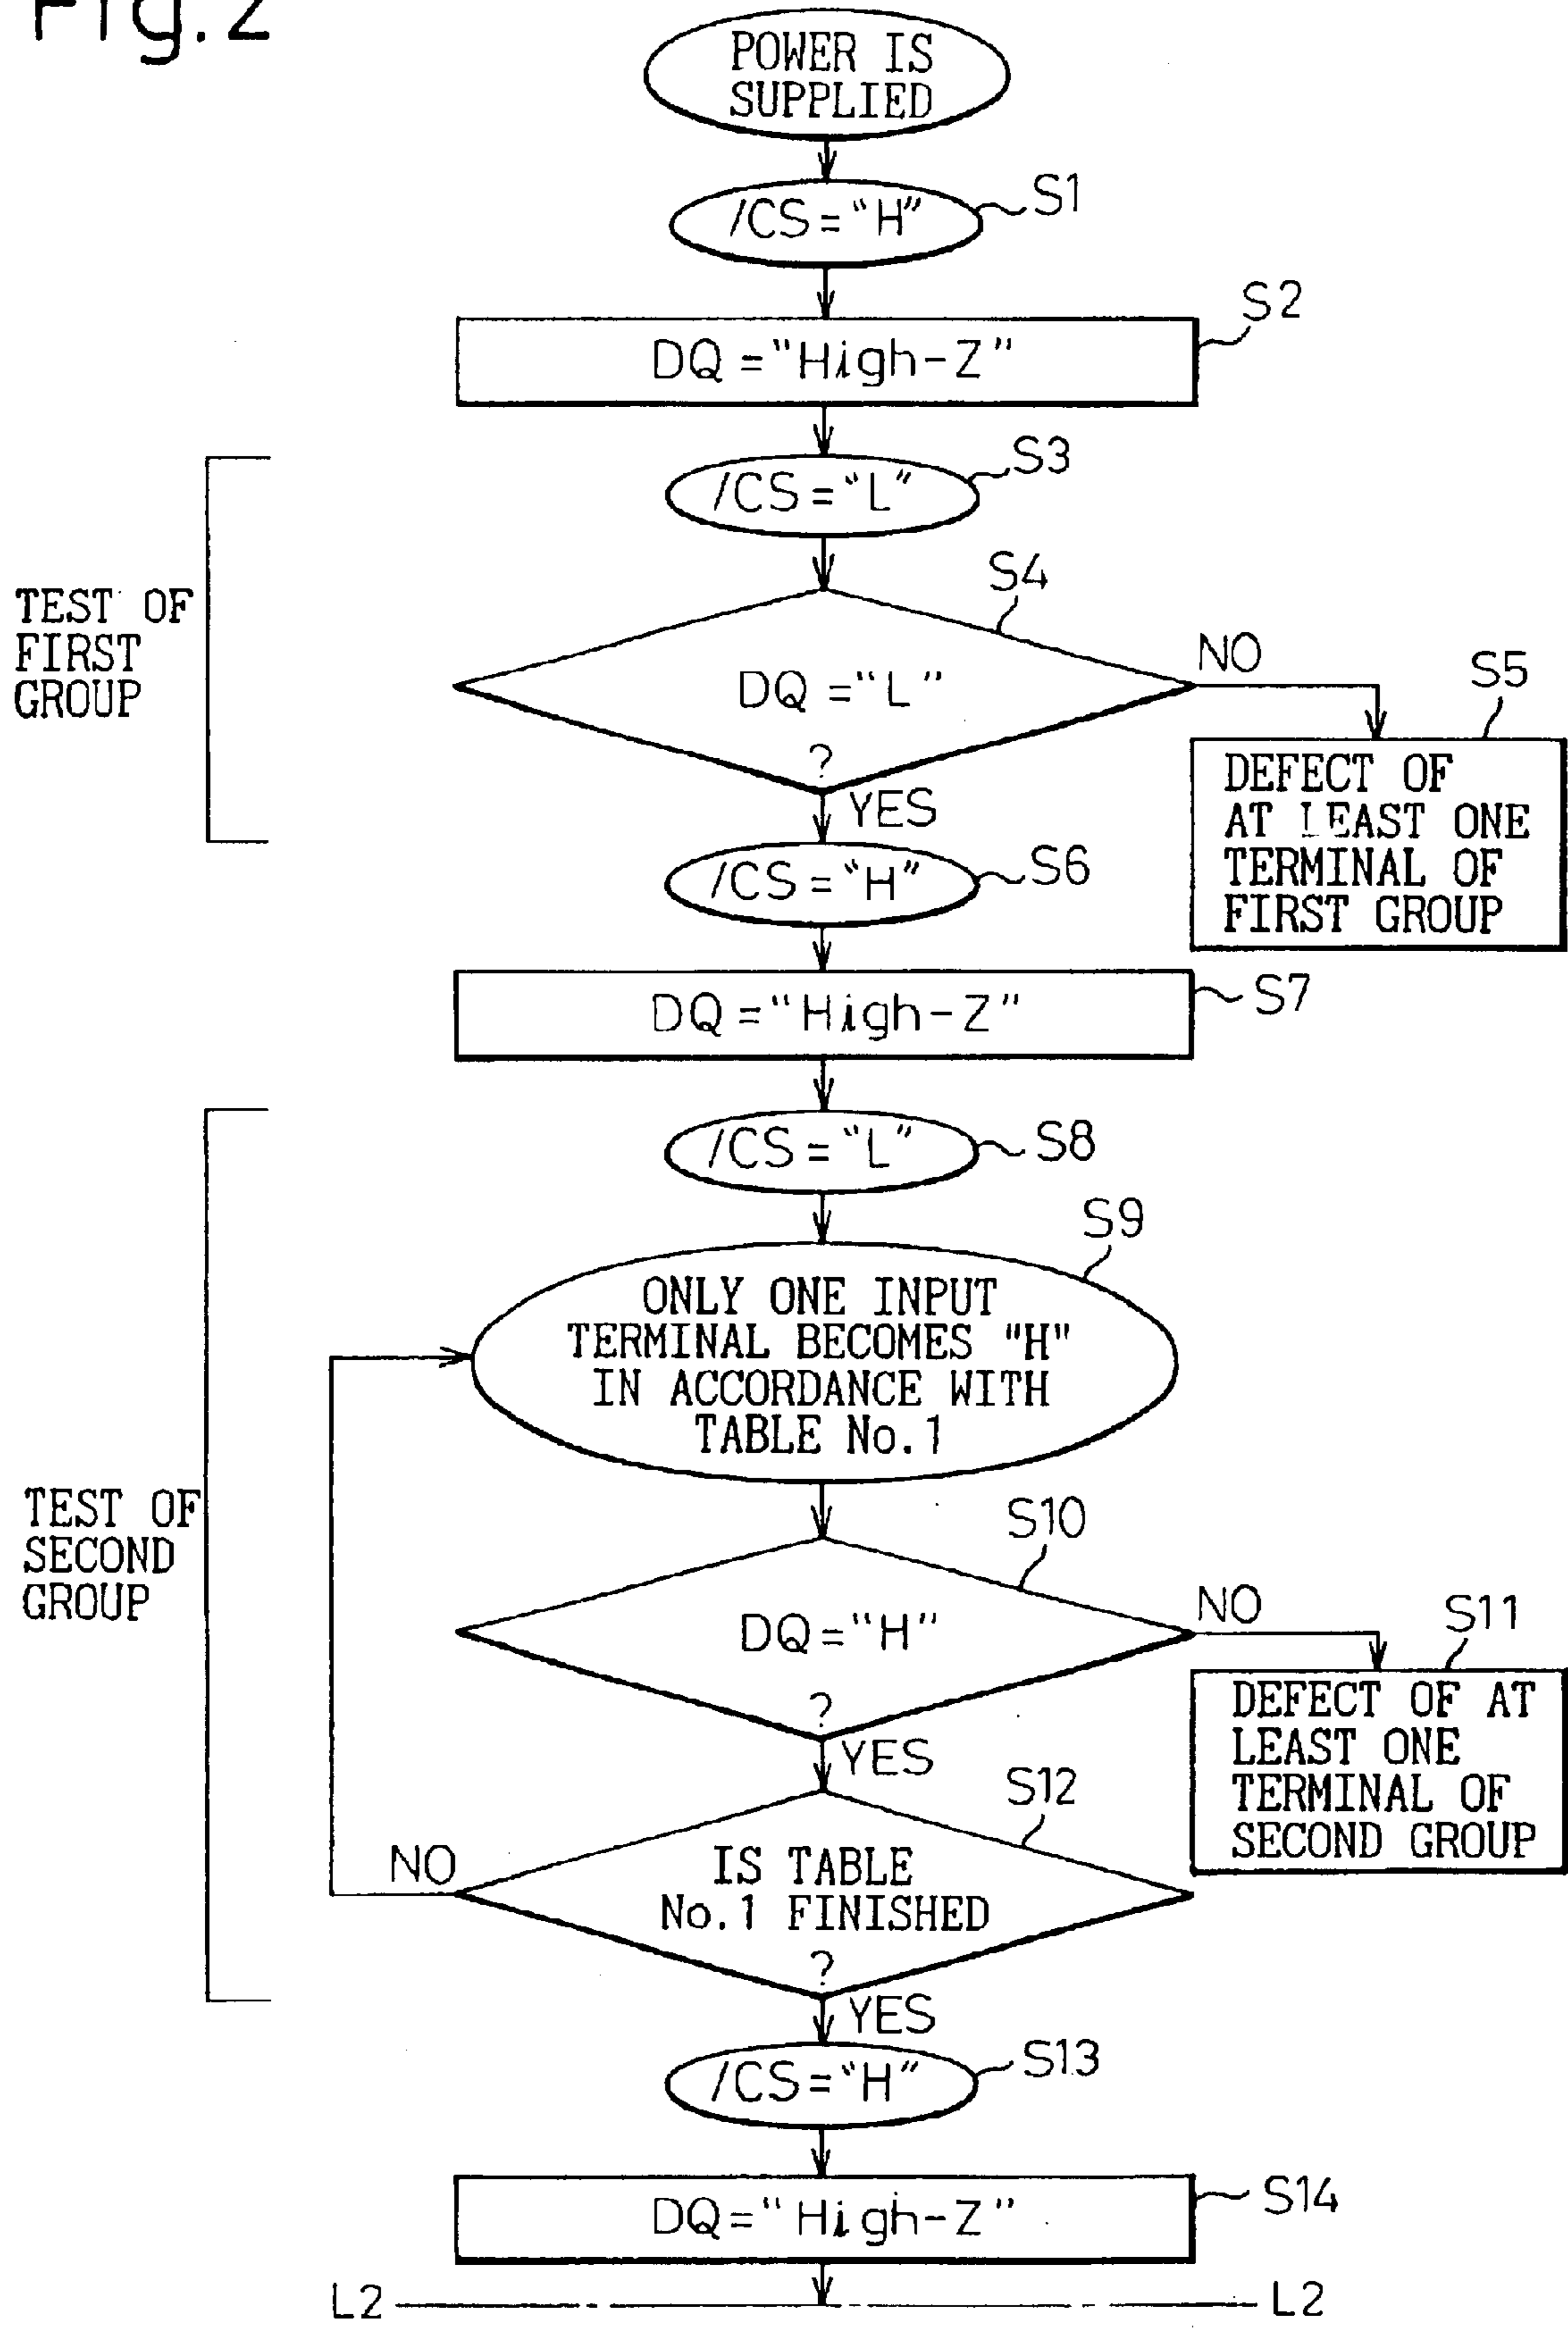 Fig. 2
POWER IS
SUPPLIED
/CS = "H"
S1
DQ = "High-Z"
S2
/CS = "L"
S3
TEST OF
FIRST
GROUP
S4
DQ = "L"
?
NO
YES
S5
DEFECT OF
AT LEAST ONE
TERMINAL OF
FIRST GROUP
/CS = "H"
S6
DQ = "High-Z"
S7
/CS = "L"
S8
S9
ONLY ONE INPUT
TERMINAL BECOMES "H"
IN ACCORDANCE WITH
TABLE No. 1
TEST OF
SECOND
GROUP
S10
DQ = "H"
?
NO
YES
S11
DEFECT OF AT
LEAST ONE
TERMINAL OF
SECOND GROUP
S12
IS TABLE
No. 1 FINISHED
?
NO
YES
/CS = "H"
S13
DQ = "High-Z"
S14
L2
L2